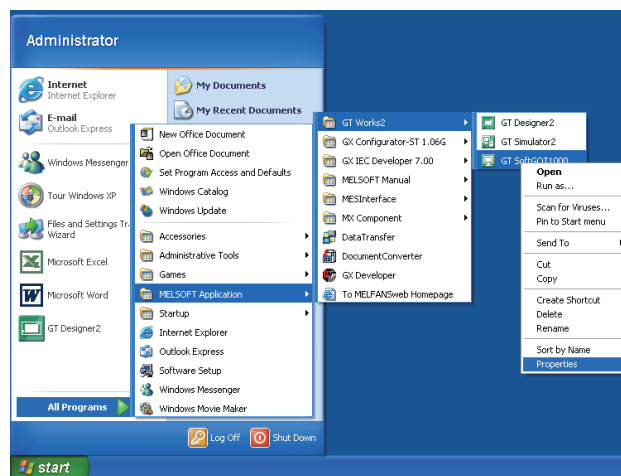 Administrator
Internet
Internet Explorer
E-mail
Outlook Express
Windows Messenger
Tour Windows XP
Files and Settings Tr
Wizard
Microsoft Excel
Microsoft Word
GT Designer2
All Programs
My Documents
My Recent Documents
New Office Document
Open Office Document
Set Program Access and Defaults
Windows Catalog
Windows Update
Accessories
Administrative Tools
Games
MELSOFT Application
Startup
Internet Explorer
Outlook Express
Software Setup
Windows Messenger
Windows Movie Maker
GT Works2
GX Configurator-ST 1.06G
GX IEC Developer 7.00
MELSOFT Manual
MESInterface
MX Component
DataTransfer
DocumentConverter
GX Developer
To MELFANSweb Homepage
GT Designer2
GT Simulator2
GT SoftGOT1000
Open
Run as...
Scan for Viruses...
Pin to Start menu
Send To
Cut
Copy
Create Shortcut
Delete
Rename
Sort by Name
Properties
Log Off
Shut Down
start